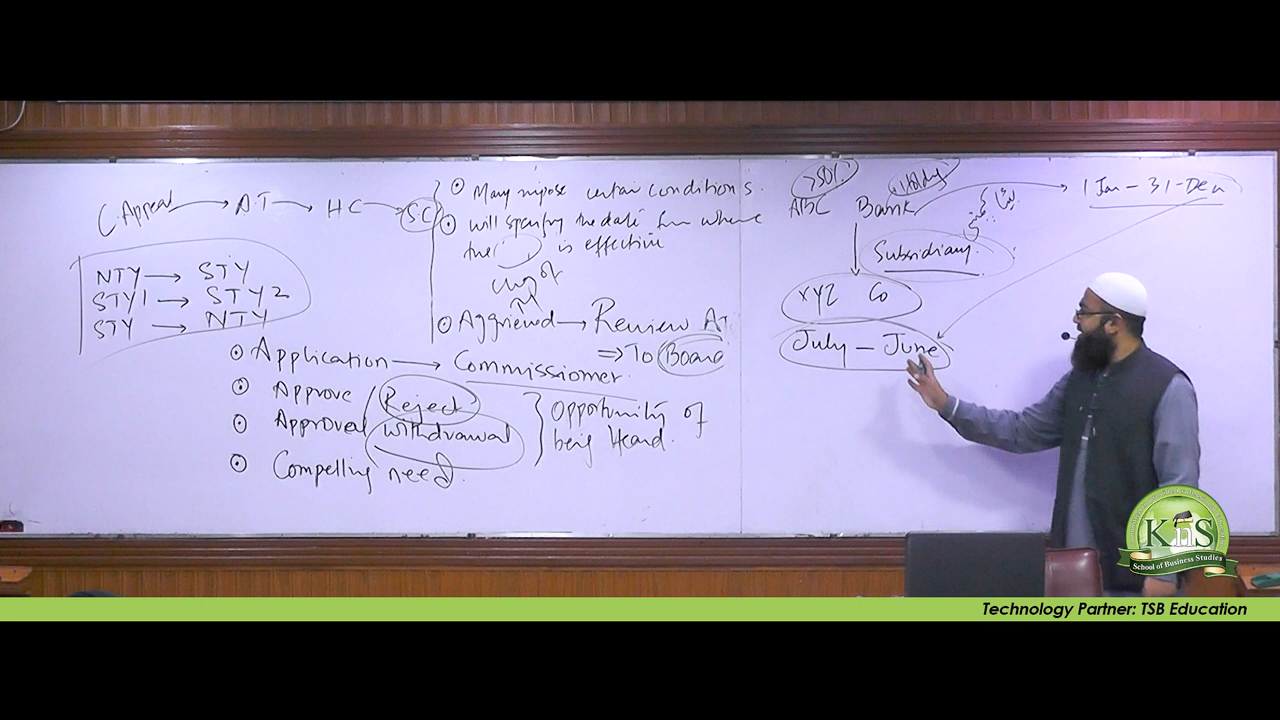 C.Appeal → A.T → HC → S.C
NTY → STY
STY1 → STY2
STY → NTY
May impose certain conditions.
will specify the date from where
the is effective
chng of
Aggrieved → Review A
⇒ To Board
Application → Commissioner.
Approve / Reject
Approval / withdrawal
Opportunity of
being Heard.
Compelling need.
>50%
Holding
ABC Bank → 1 Jan – 31-Dec
Subsidiary
XYZ Co
July – June
KnS
School of Business Studies
Technology Partner: TSB Education